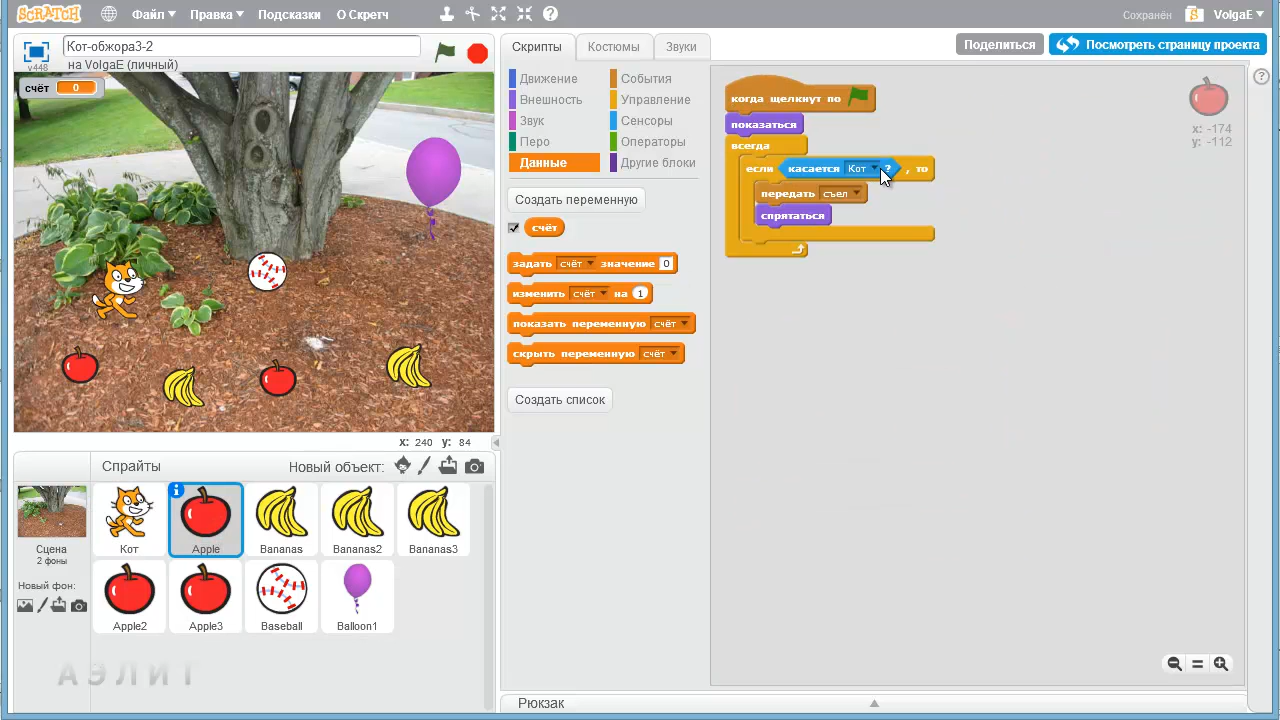 SCRATCH Файл Правка Подсказки О Скретч Сохранён VolgaE
Кот-обжора3-2
на VolgaE (личный)
v448
Скрипты Костюмы Звуки
Поделиться Посмотреть страницу проекта
счёт 0
Движение События
Внешность Управление
Звук Сенсоры
Перо Операторы
Данные Другие блоки
Создать переменную
счёт
задать счёт значение 0
изменить счёт на 1
показать переменную счёт
скрыть переменную счёт
Создать список
когда щелкнут по
показаться
всегда
если касается Кот ? , то
передать съел
спрятаться
x: -174
y: -112
x: 240 y: 84
Спрайты Новый объект:
Сцена
2 фоны
Новый фон:
Кот Apple Bananas Bananas2 Bananas3
Apple2 Apple3 Baseball Balloon1
АЭЛИТ
Рюкзак